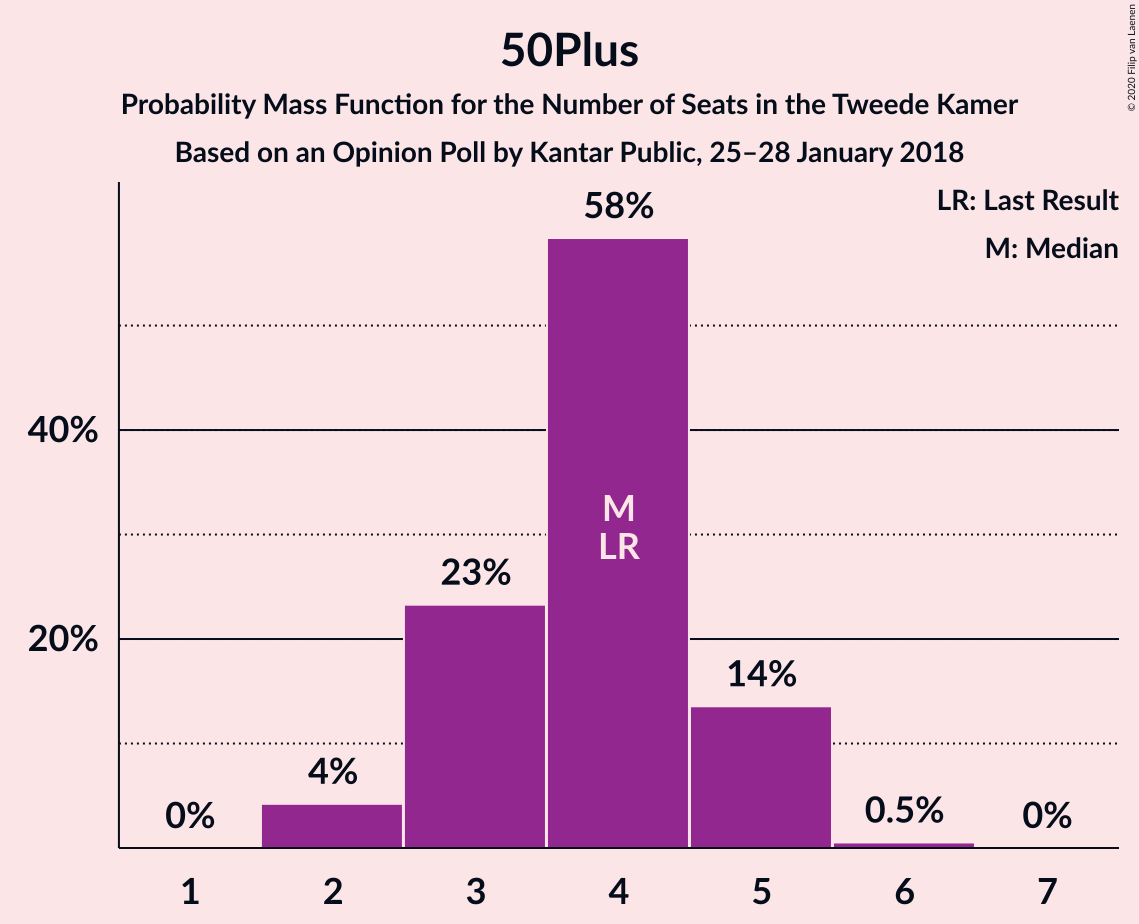 50Plus
Probability Mass Function for the Number of Seats in the Tweede Kamer
Based on an Opinion Poll by Kantar Public, 25–28 January 2018
© 2020 Filip van Laenen
LR: Last Result
M: Median
58%
40%
M
LR
23%
20%
14%
4%
0%
0.5%
0%
1 2 3 4 5 6 7